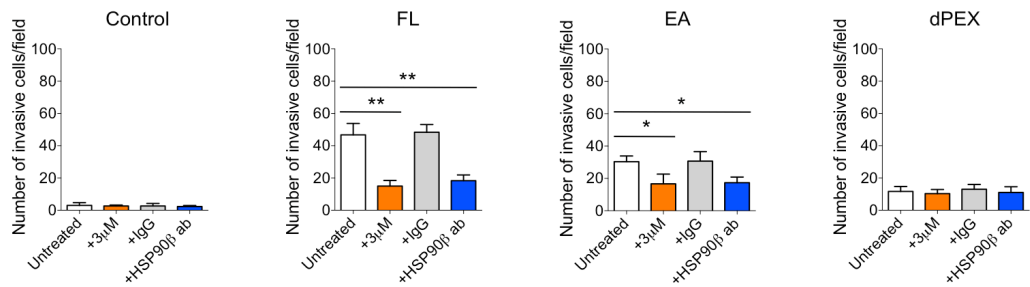 Control
Number of invasive cells/field
100
80
60
40
20
0
Untreated
+3μM
+IgG
+HSP90β ab
FL
Number of invasive cells/field
100
80
60
40
20
0
**
**
Untreated
+3μM
+IgG
+HSP90β ab
EA
Number of invasive cells/field
100
80
60
40
20
0
*
*
Untreated
+3μM
+IgG
+HSP90β ab
dPEX
Number of invasive cells/field
100
80
60
40
20
0
Untreated
+3μM
+IgG
+HSP90β ab